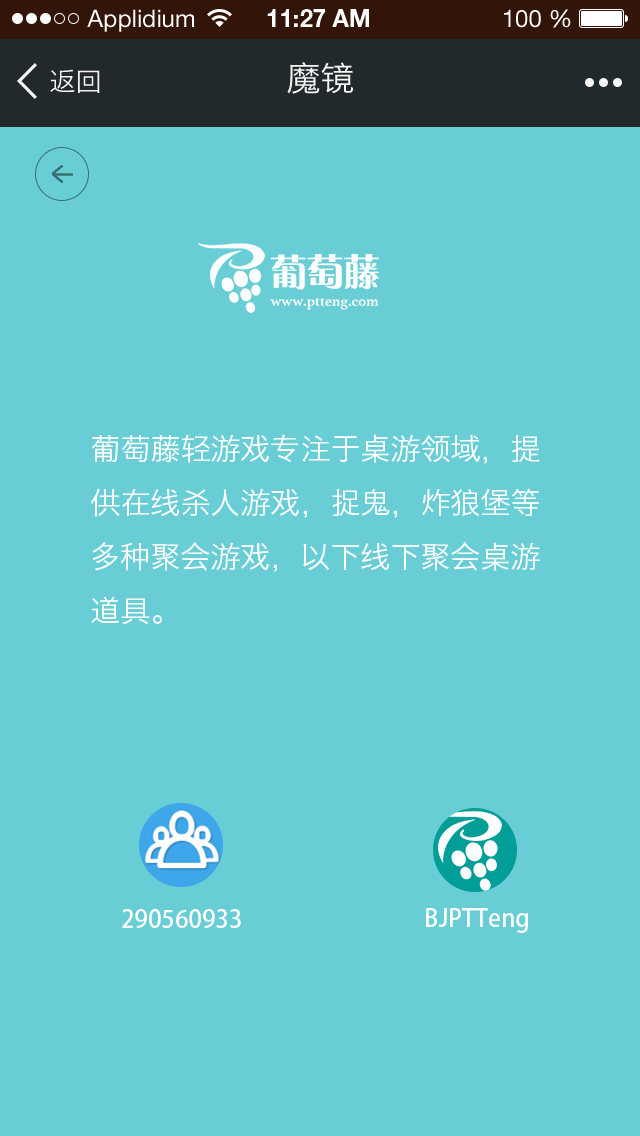 Applidium 11:27 AM 100 %
返回 魔镜
葡萄藤
www.ptteng.com
葡萄藤轻游戏专注于桌游领域，提
供在线杀人游戏，捉鬼，炸狼堡等
多种聚会游戏，以下线下聚会桌游
道具。
290560933 BJPTTeng